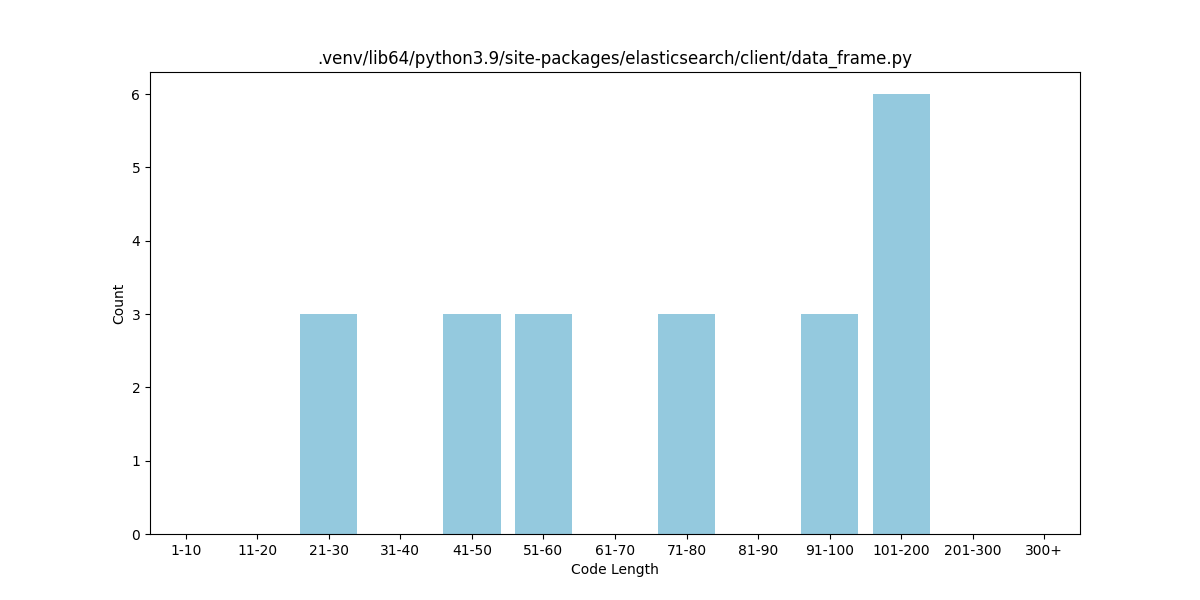 .venv/lib64/python3.9/site-packages/elasticsearch/client/data_frame.py
6
5
4
3
2
1
0
Count
1-10 11-20 21-30 31-40 41-50 51-60 61-70 71-80 81-90 91-100 101-200 201-300 300+
Code Length